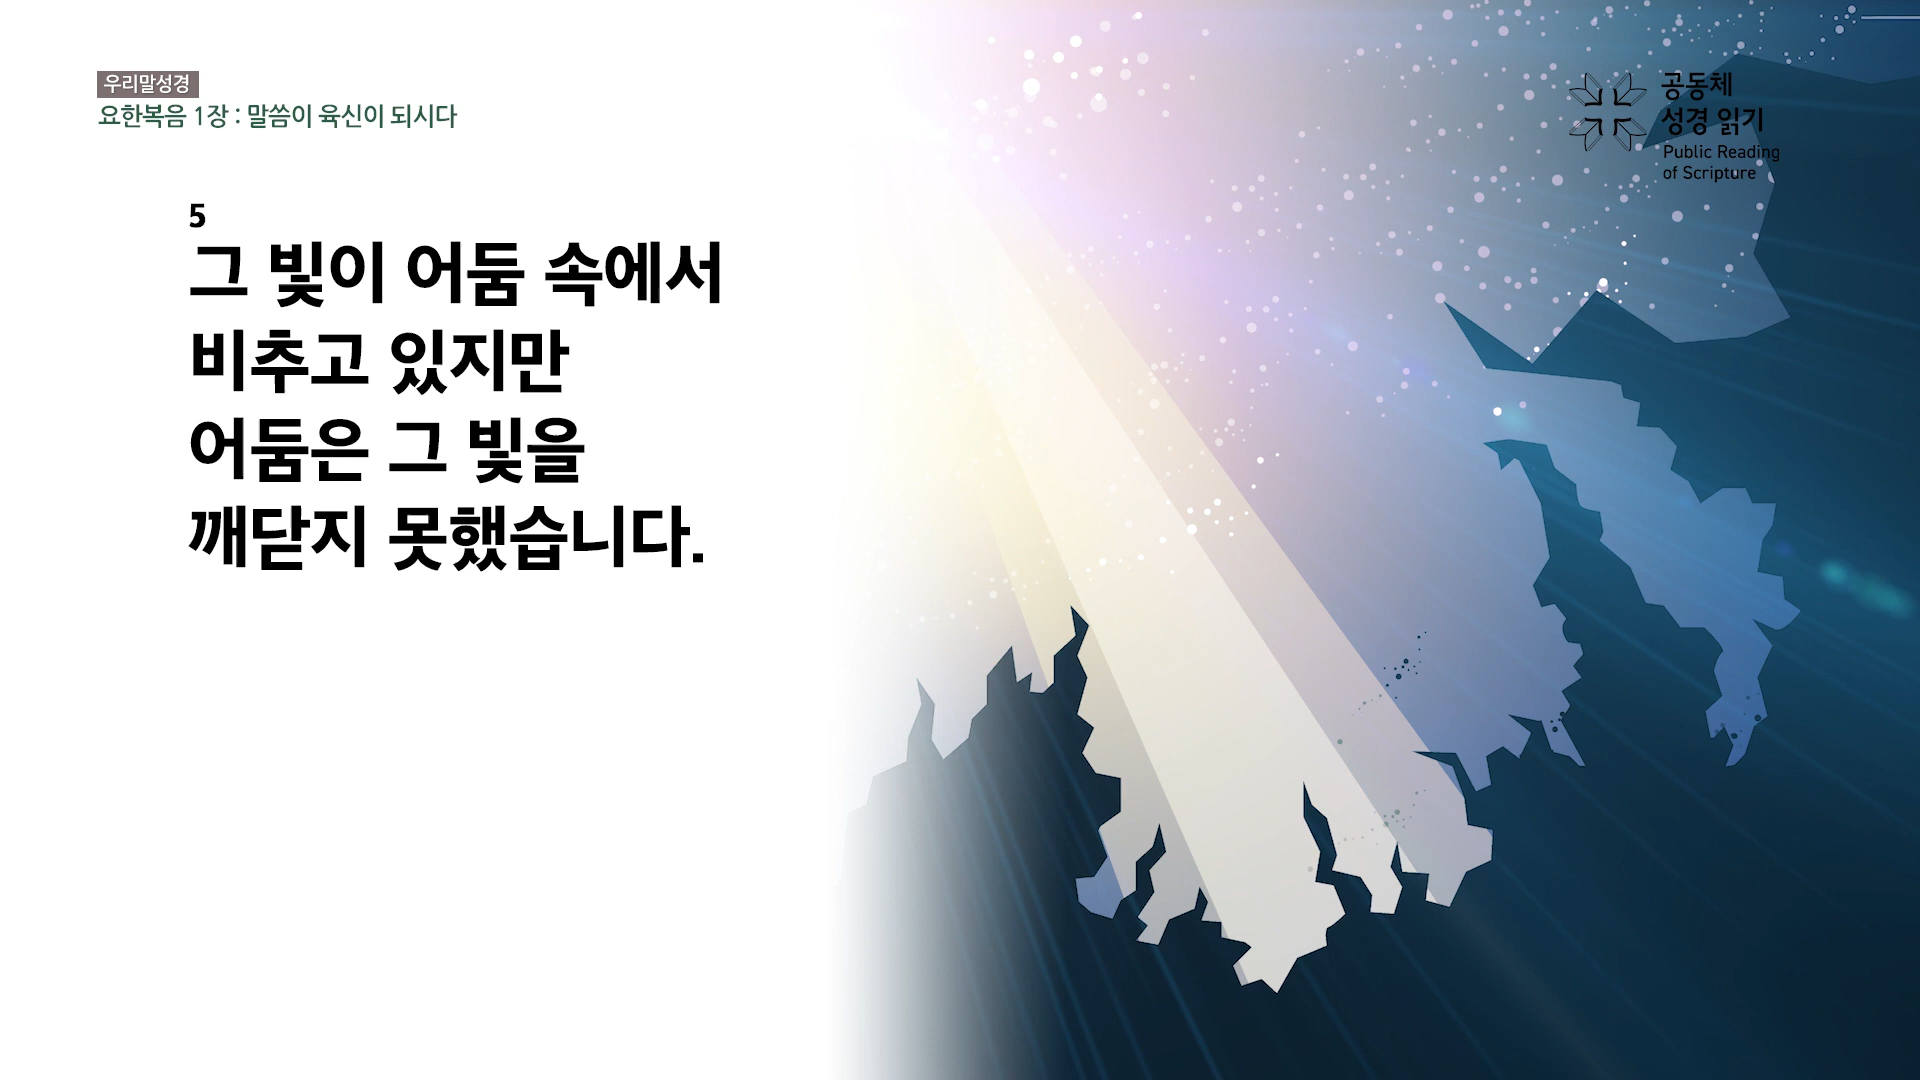 우리말성경
요한복음 1장 : 말씀이 육신이 되시다
공동체
성경 읽기
Public Reading
of Scripture
5
그 빛이 어둠 속에서
비추고 있지만
어둠은 그 빛을
깨닫지 못했습니다.